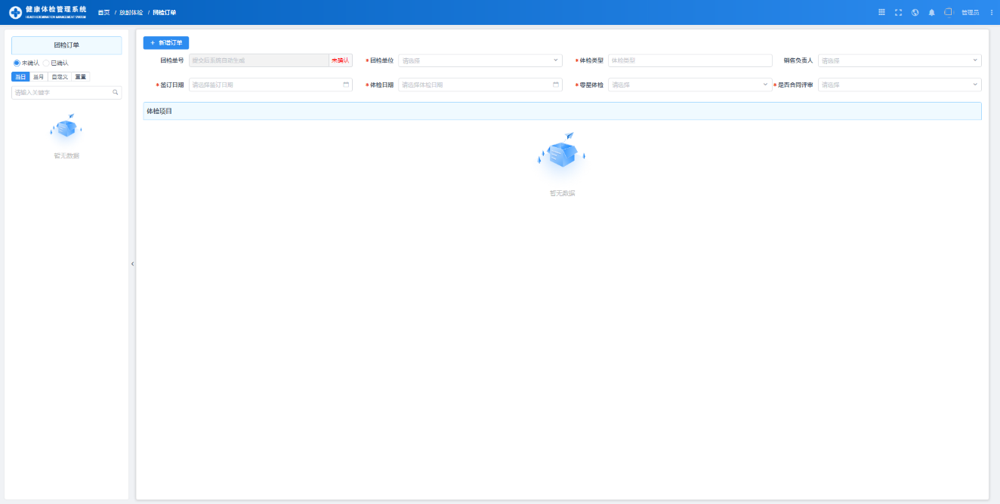 健康体检管理系统
HEALTH EXAMINATION MANAGEMENT SYSTEM
首页 / 放射体检 / 团检订单
管理员
团检订单
未确认 已确认
当日 当月 自定义 重置
请输入关键字
暂无数据
+ 新增订单
团检单号 提交后系统自动生成 未确认
* 团检单位 请选择
* 体检类型 体检类型
销售负责人 请选择
* 签订日期 请选择签订日期
* 体检日期 请选择体检日期
* 零星体检 请选择
* 是否合同评审 请选择
体检项目
暂无数据